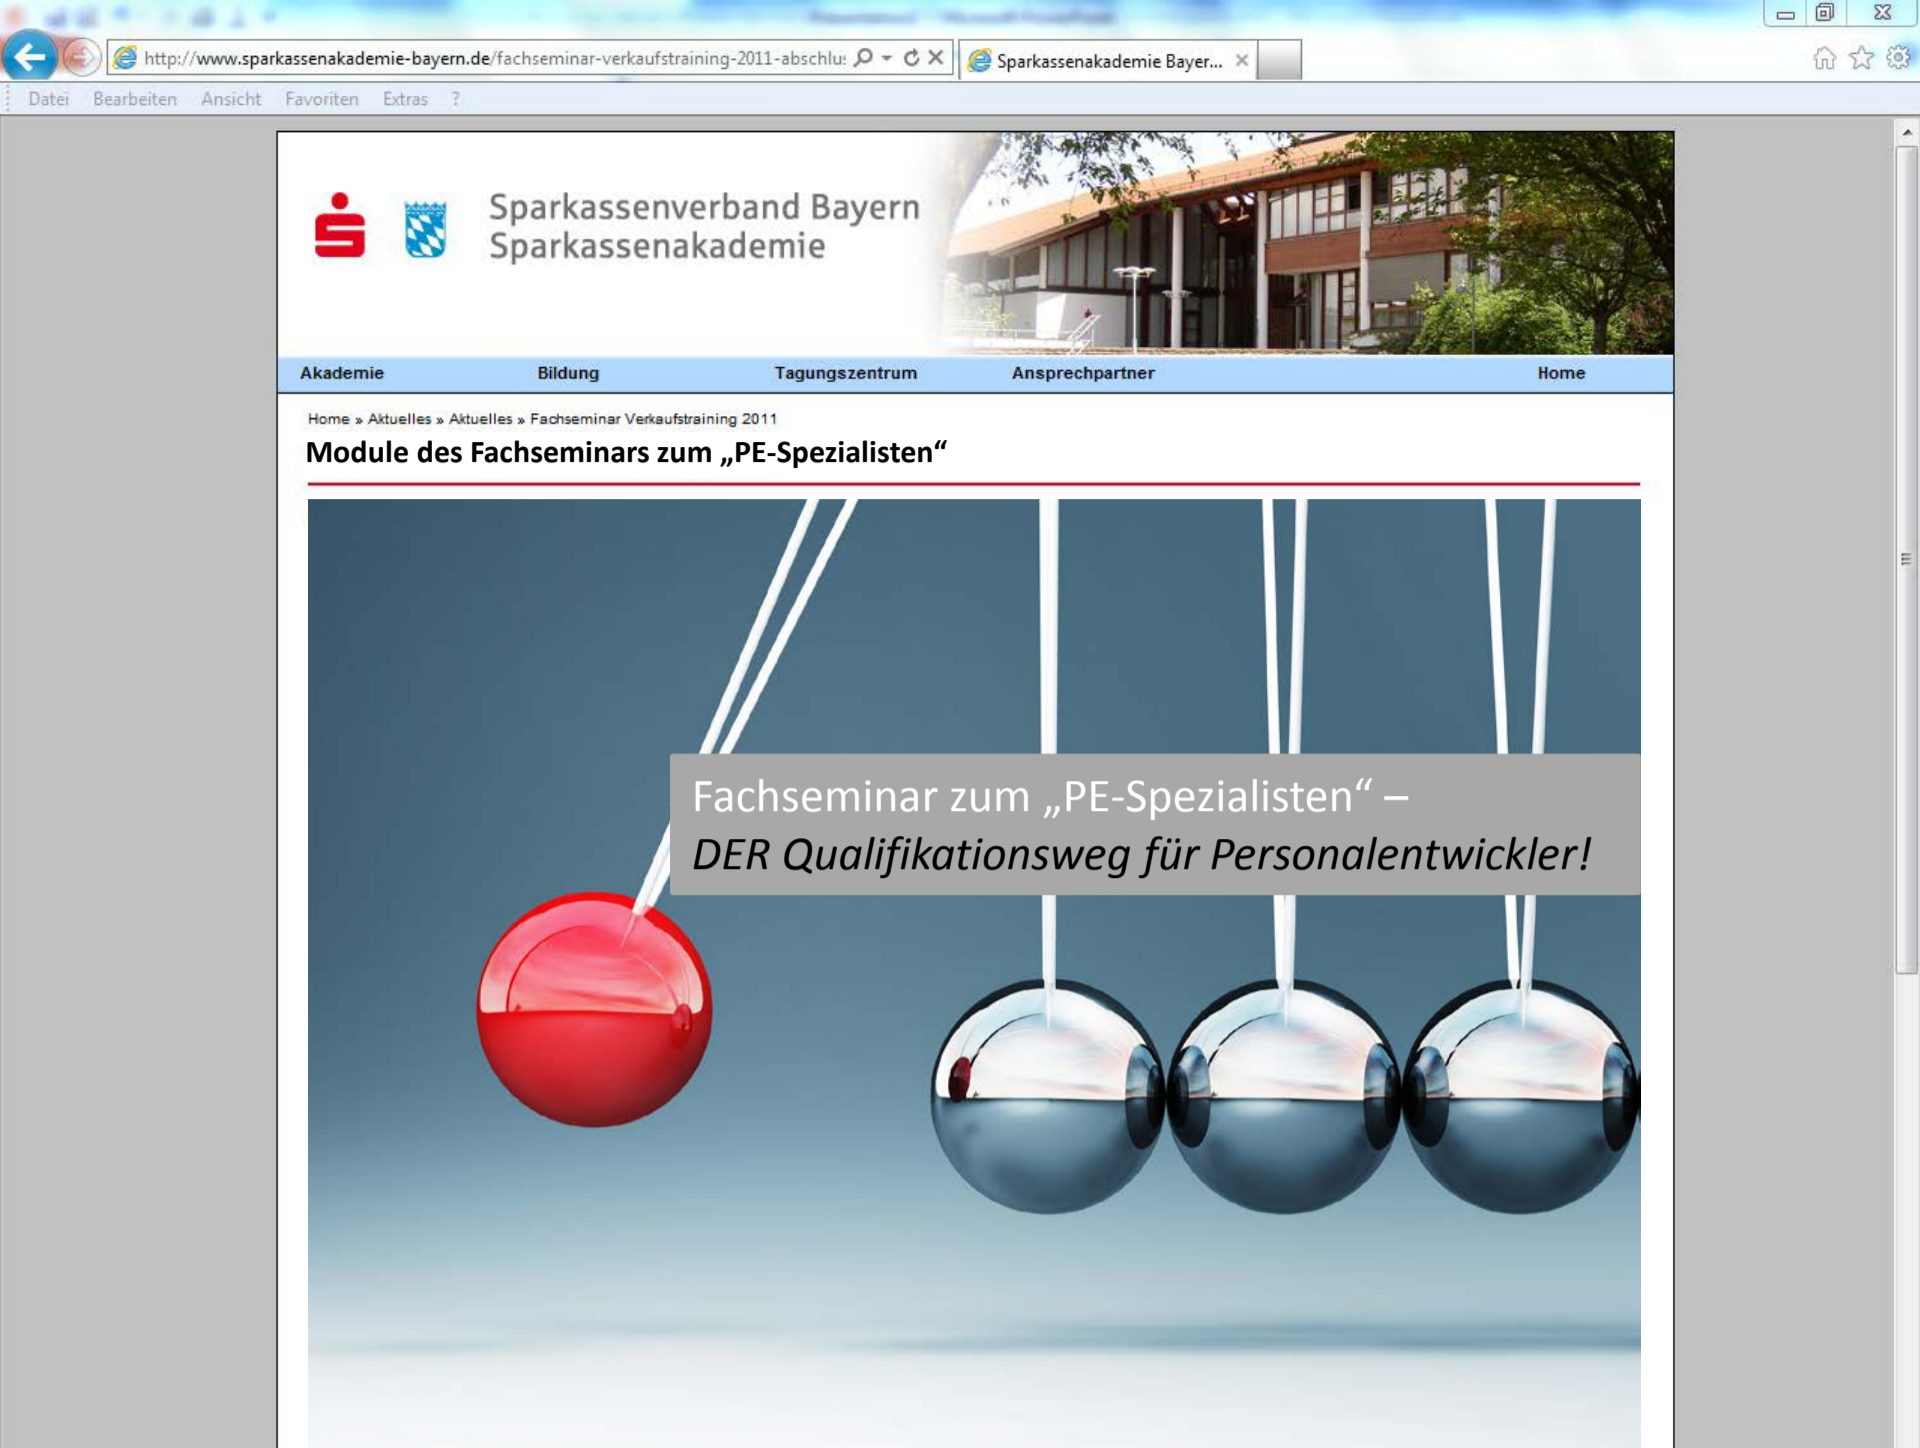 http://www.sparkassenakademie-bayern.de/fachseminar-verkaufstraining-2011-abschlu:
Sparkassenakademie Bayer...
Datei Bearbeiten Ansicht Favoriten Extras ?
Sparkassenverband Bayern
Sparkassenakademie
Akademie Bildung Tagungszentrum Ansprechpartner Home
Home » Aktuelles » Aktuelles » Fachseminar Verkaufstraining 2011
Module des Fachseminars zum „PE-Spezialisten“
Fachseminar zum „PE-Spezialisten“ –
DER Qualifikationsweg für Personalentwickler!